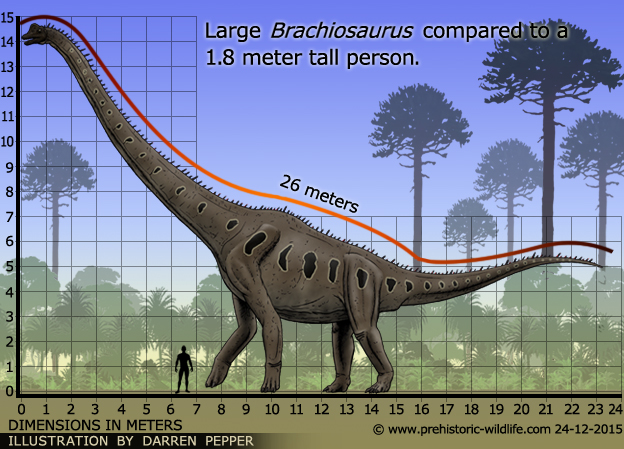 Large Brachiosaurus compared to a
1.8 meter tall person.
26 meters
15
14
13
12
11
10
9
8
7
6
5
4
3
2
1
0
0 1 2 3 4 5 6 7 8 9 10 11 12 13 14 15 16 17 18 19 20 21 22 23 24
DIMENSIONS IN METERS
© www.prehistoric-wildlife.com 24-12-2015
ILLUSTRATION BY DARREN PEPPER